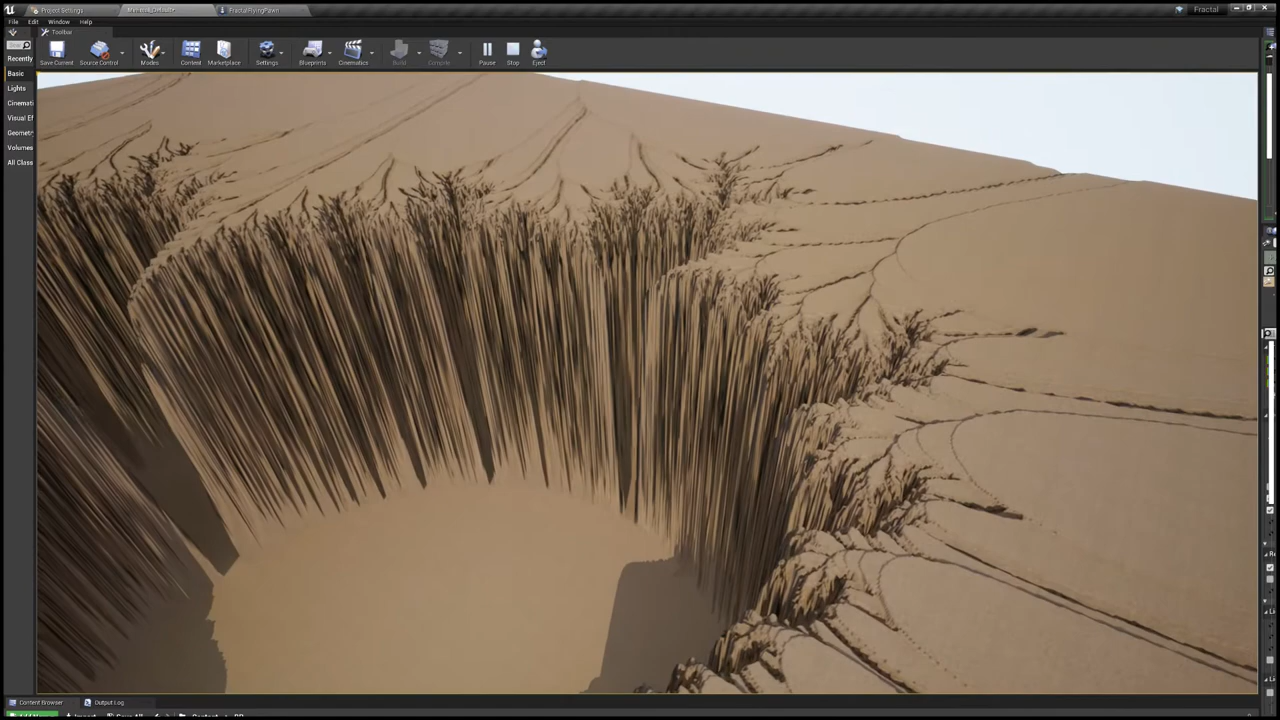 Project Settings
FractalFlyingPawn
Fractal
File Edit Window Help
Toolbar
Recently
Save Current Source Control Modes Content Marketplace Settings Blueprints Cinematics Build Compile Pause Stop Eject
Basic
Lights
Cinemati
Visual Ef
Geometr
Volumes
All Class
Content Browser Output Log